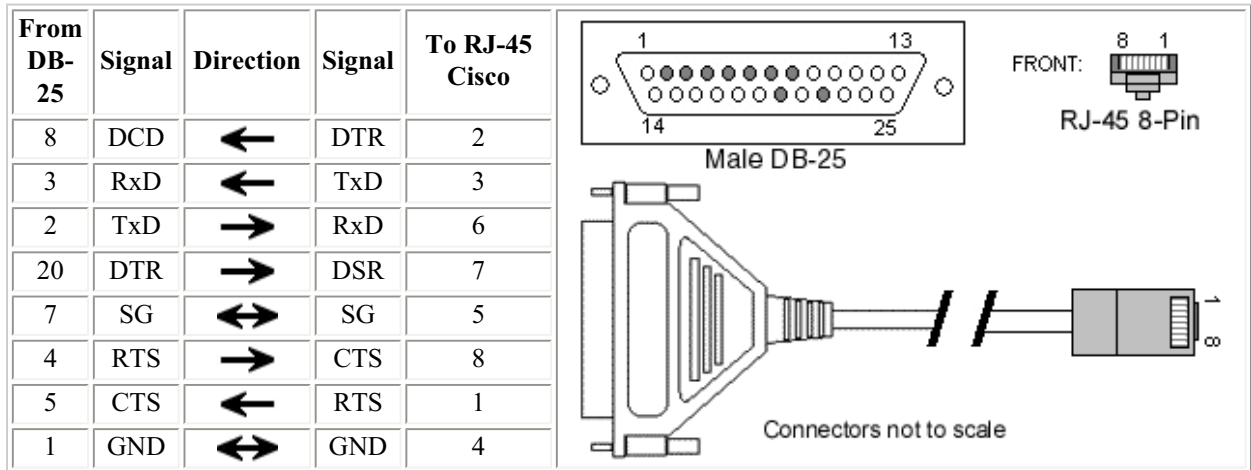 From DB-25 Signal Direction Signal To RJ-45 Cisco
8 DCD DTR 2
3 RxD TxD 3
2 TxD RxD 6
20 DTR DSR 7
7 SG SG 5
4 RTS CTS 8
5 CTS RTS 1
1 GND GND 4
1 13
14 25
Male DB-25
FRONT:
8 1
RJ-45 8-Pin
1
8
Connectors not to scale